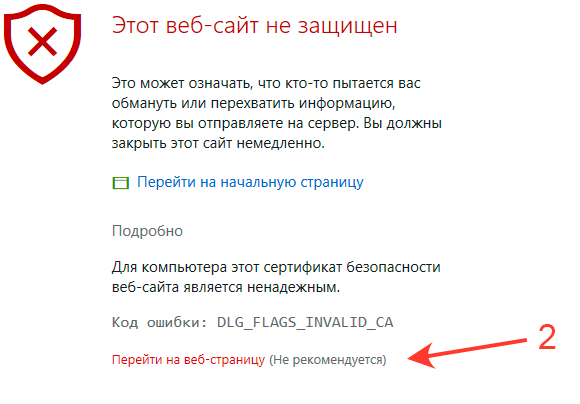 Этот веб-сайт не защищен
Это может означать, что кто-то пытается вас
обмануть или перехватить информацию,
которую вы отправляете на сервер. Вы должны
закрыть этот сайт немедленно.
Перейти на начальную страницу
Подробно
Для компьютера этот сертификат безопасности
веб-сайта является ненадежным.
Код ошибки: DLG_FLAGS_INVALID_CA
Перейти на веб-страницу (Не рекомендуется)
2